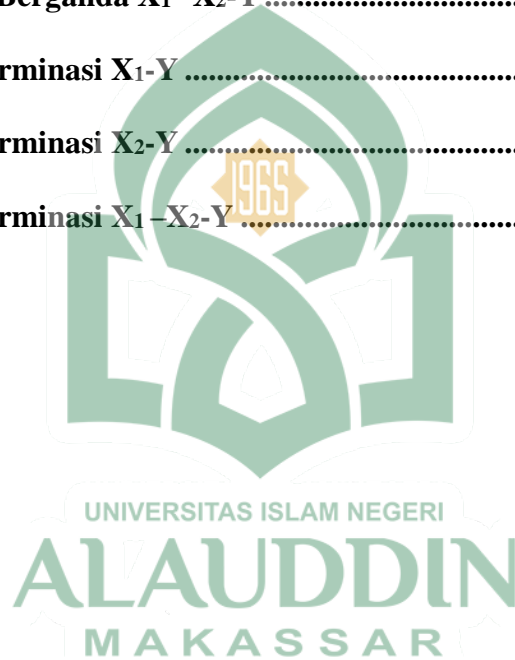 Berganda X1 –X2-Y ........................................
rminasi X1-Y ..................................................
rminasi X2-Y ..................................................
rminasi X1 –X2-Y ..........................................
1965
UNIVERSITAS ISLAM NEGERI
ALAUDDIN
MAKASSAR